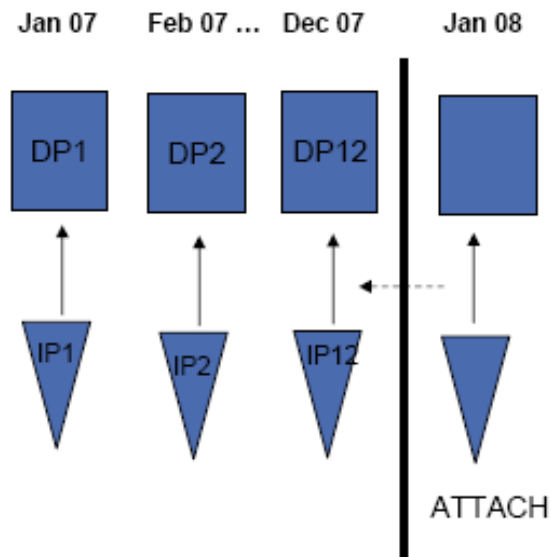 Jan 07 Feb 07 ... Dec 07 Jan 08
DP1 DP2 DP12
IP1 IP2 IP12
ATTACH